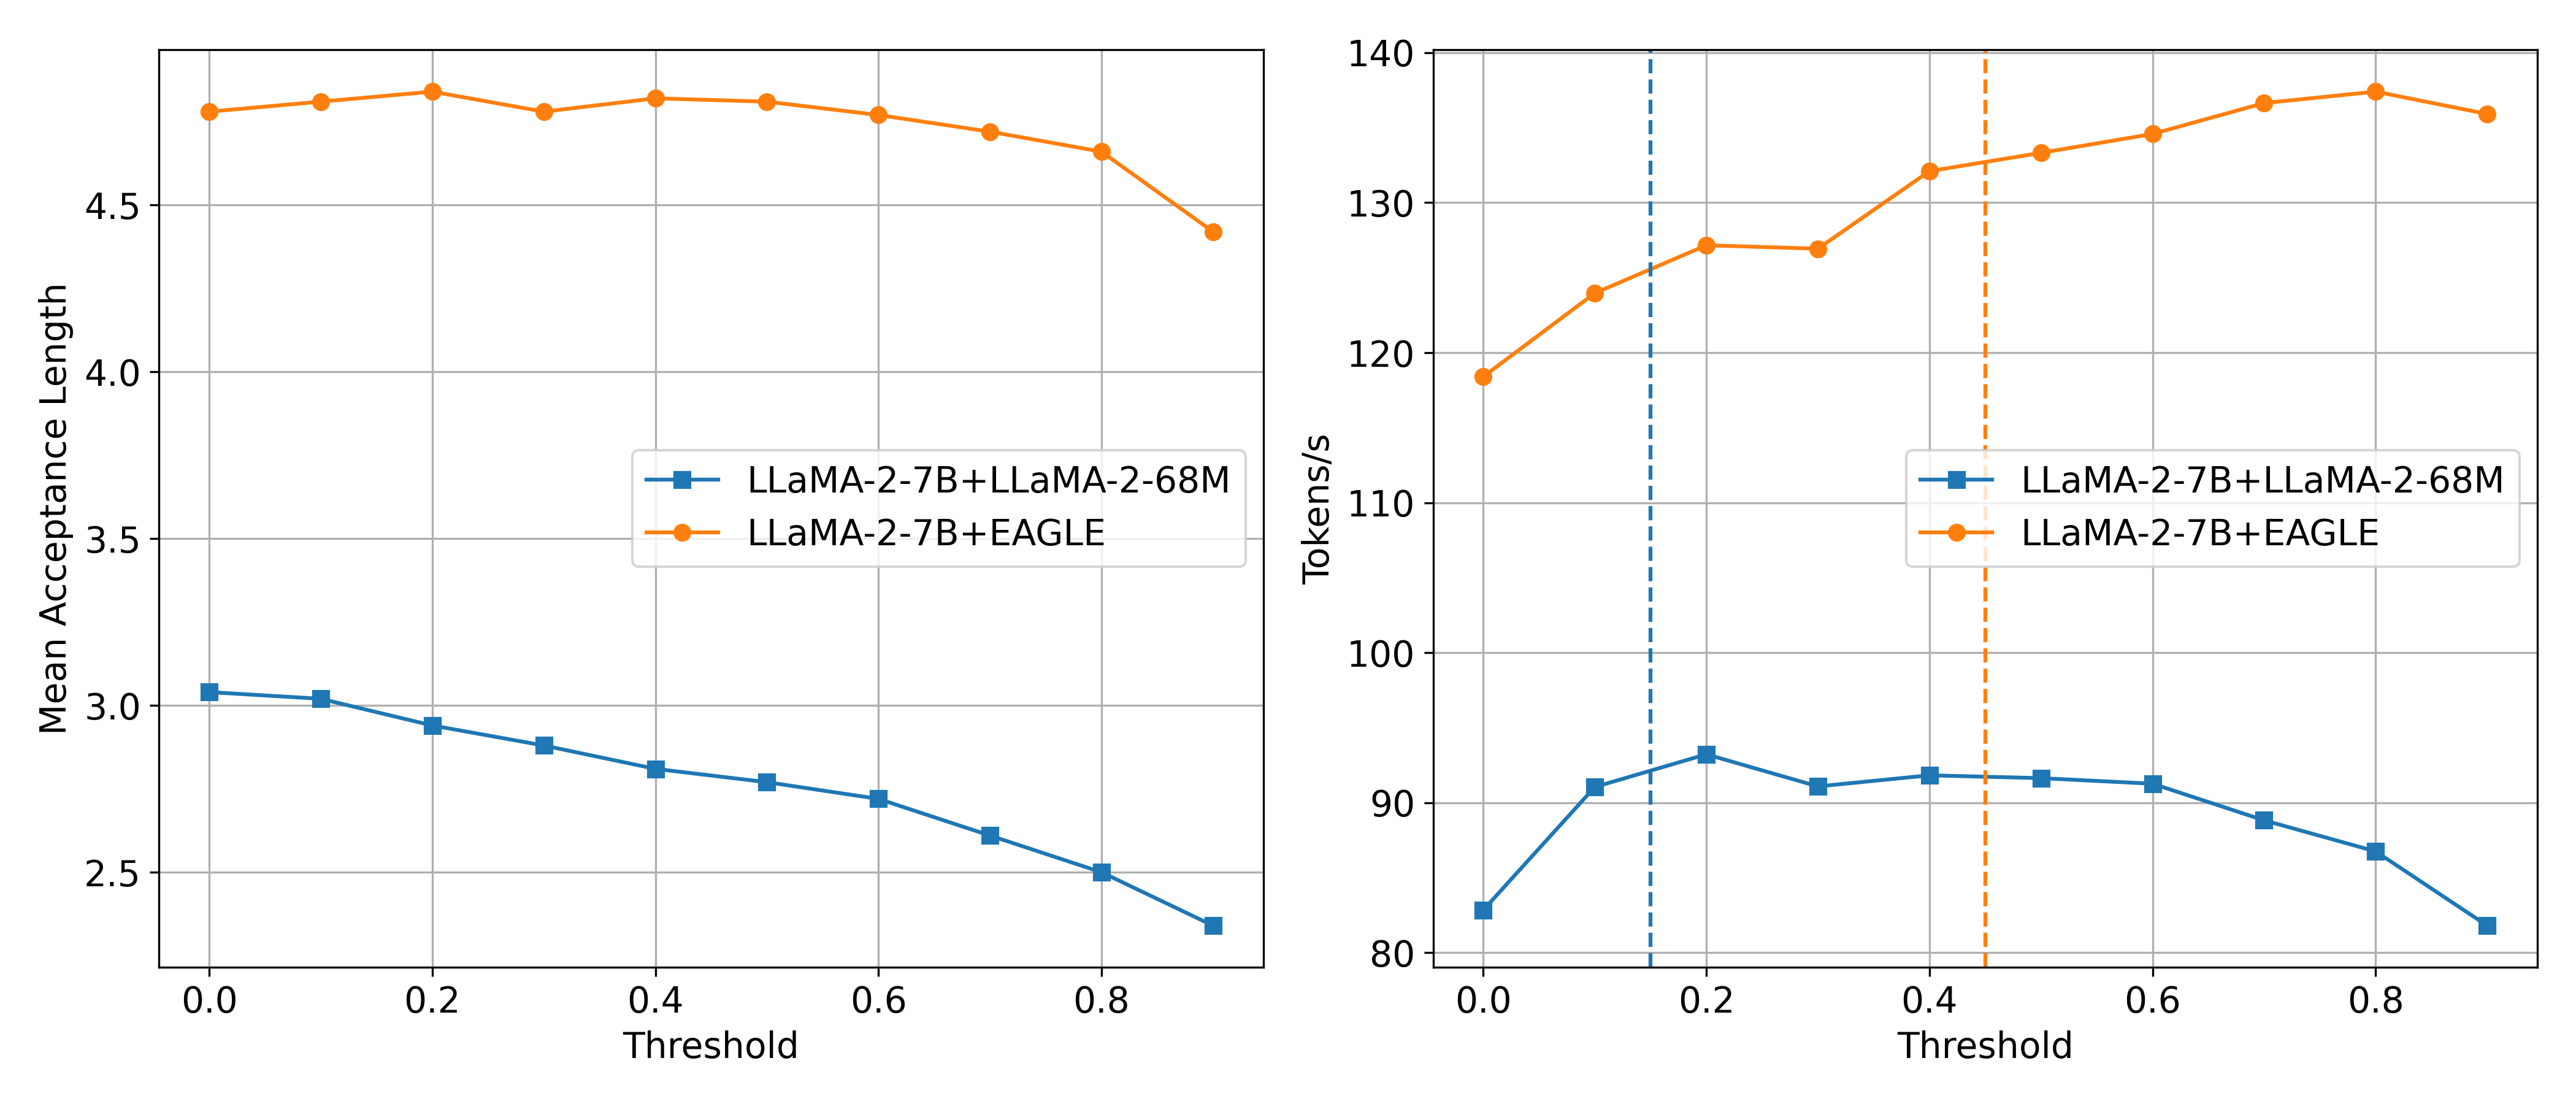 Mean Acceptance Length
4.5
4.0
3.5
3.0
2.5
LLaMA-2-7B+LLaMA-2-68M
LLaMA-2-7B+EAGLE
0.0 0.2 0.4 0.6 0.8
Threshold
Tokens/s
140
130
120
110
100
90
80
LLaMA-2-7B+LLaMA-2-68M
LLaMA-2-7B+EAGLE
0.0 0.2 0.4 0.6 0.8
Threshold